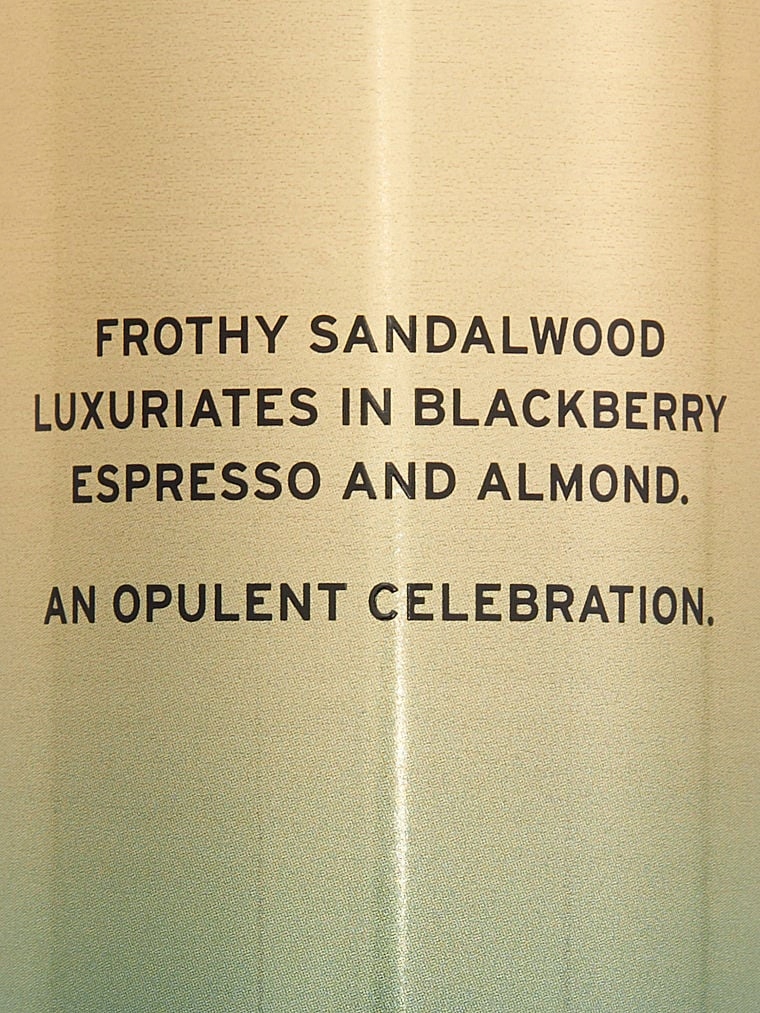 FROTHY SANDALWOOD
LUXURIATES IN BLACKBERRY
ESPRESSO AND ALMOND.
AN OPULENT CELEBRATION.